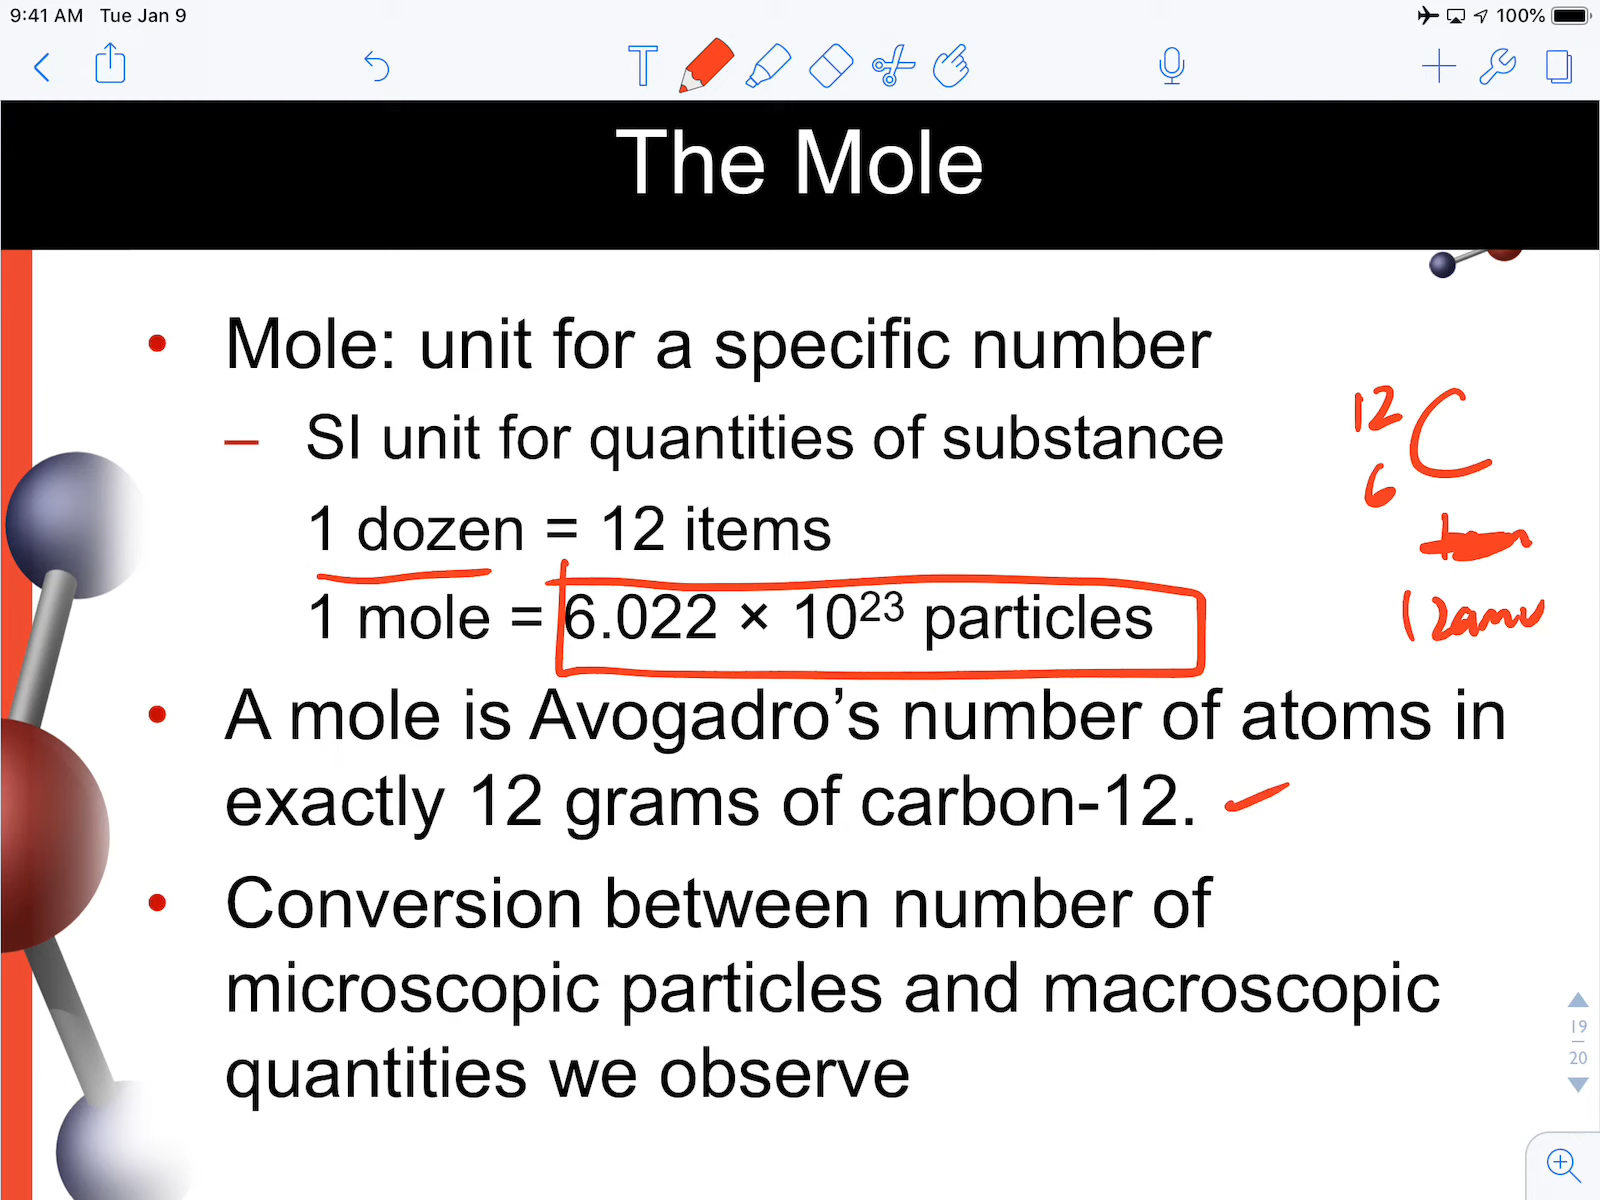 9:41 AM Tue Jan 9
100%
T
The Mole
• Mole: unit for a specific number
– SI unit for quantities of substance
1 dozen = 12 items
1 mole = 6.022 × 10²³ particles
• A mole is Avogadro’s number of atoms in
exactly 12 grams of carbon-12.
• Conversion between number of
microscopic particles and macroscopic
quantities we observe
12
C
6
12amu
19
20